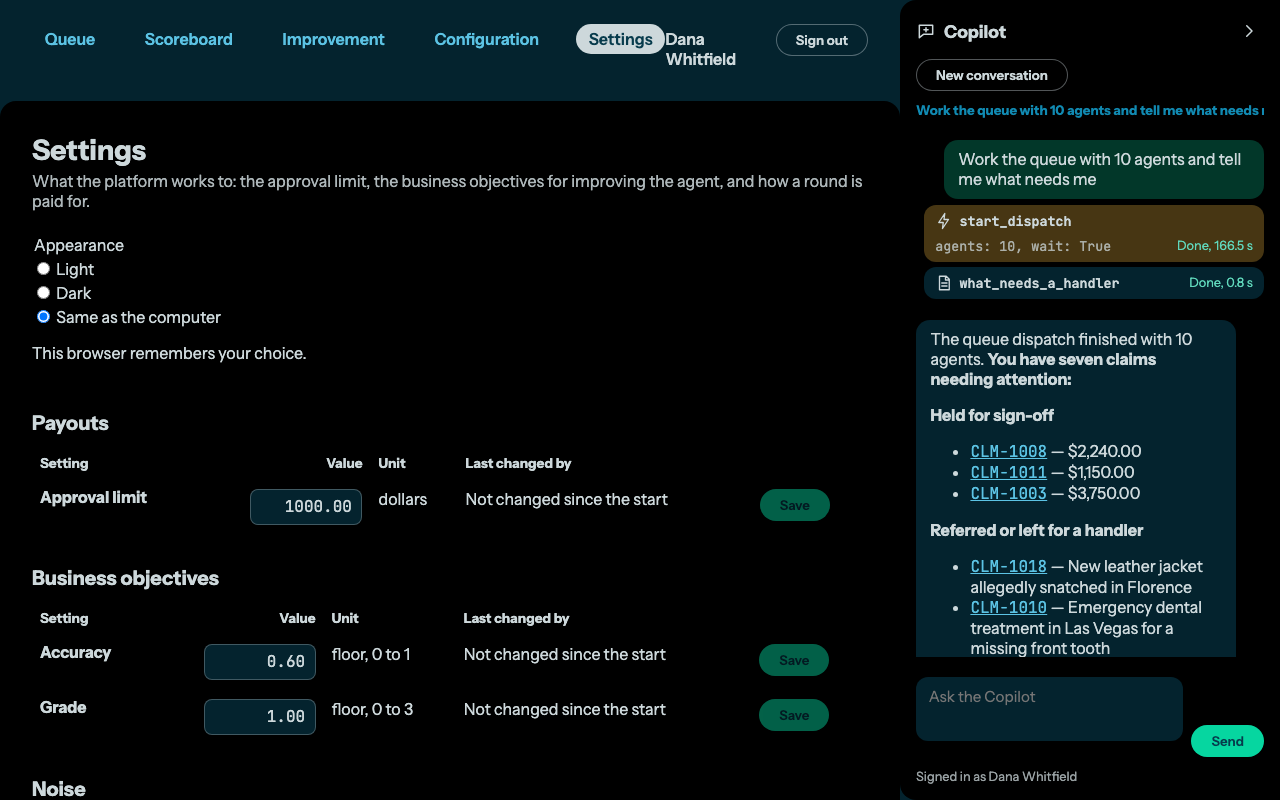 Queue
Scoreboard
Improvement
Configuration
Settings
Dana
Whitfield
Sign out
Settings
What the platform works to: the approval limit, the business objectives for improving the agent, and how a round is
paid for.
Appearance
Light
Dark
Same as the computer
This browser remembers your choice.
Payouts
Setting Value Unit Last changed by
Approval limit 1000.00 dollars Not changed since the start Save
Business objectives
Setting Value Unit Last changed by
Accuracy 0.60 floor, 0 to 1 Not changed since the start Save
Grade 1.00 floor, 0 to 3 Not changed since the start Save
Noise
Copilot
New conversation
Work the queue with 10 agents and tell me what needs
Work the queue with 10 agents and tell
me what needs me
start_dispatch
agents: 10, wait: True Done, 166.5 s
what_needs_a_handler Done, 0.8 s
The queue dispatch finished with 10
agents. You have seven claims
needing attention:
Held for sign-off
• CLM-1008 — $2,240.00
• CLM-1011 — $1,150.00
• CLM-1003 — $3,750.00
Referred or left for a handler
• CLM-1018 — New leather jacket
allegedly snatched in Florence
• CLM-1010 — Emergency dental
treatment in Las Vegas for a
missing front tooth
Ask the Copilot
Send
Signed in as Dana Whitfield